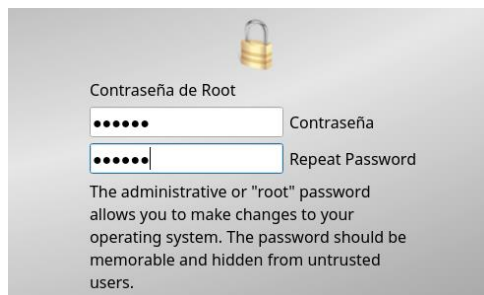 Contraseña de Root
●●●●●● Contraseña
●●●●●● Repeat Password
The administrative or "root" password
allows you to make changes to your
operating system. The password should be
memorable and hidden from untrusted
users.